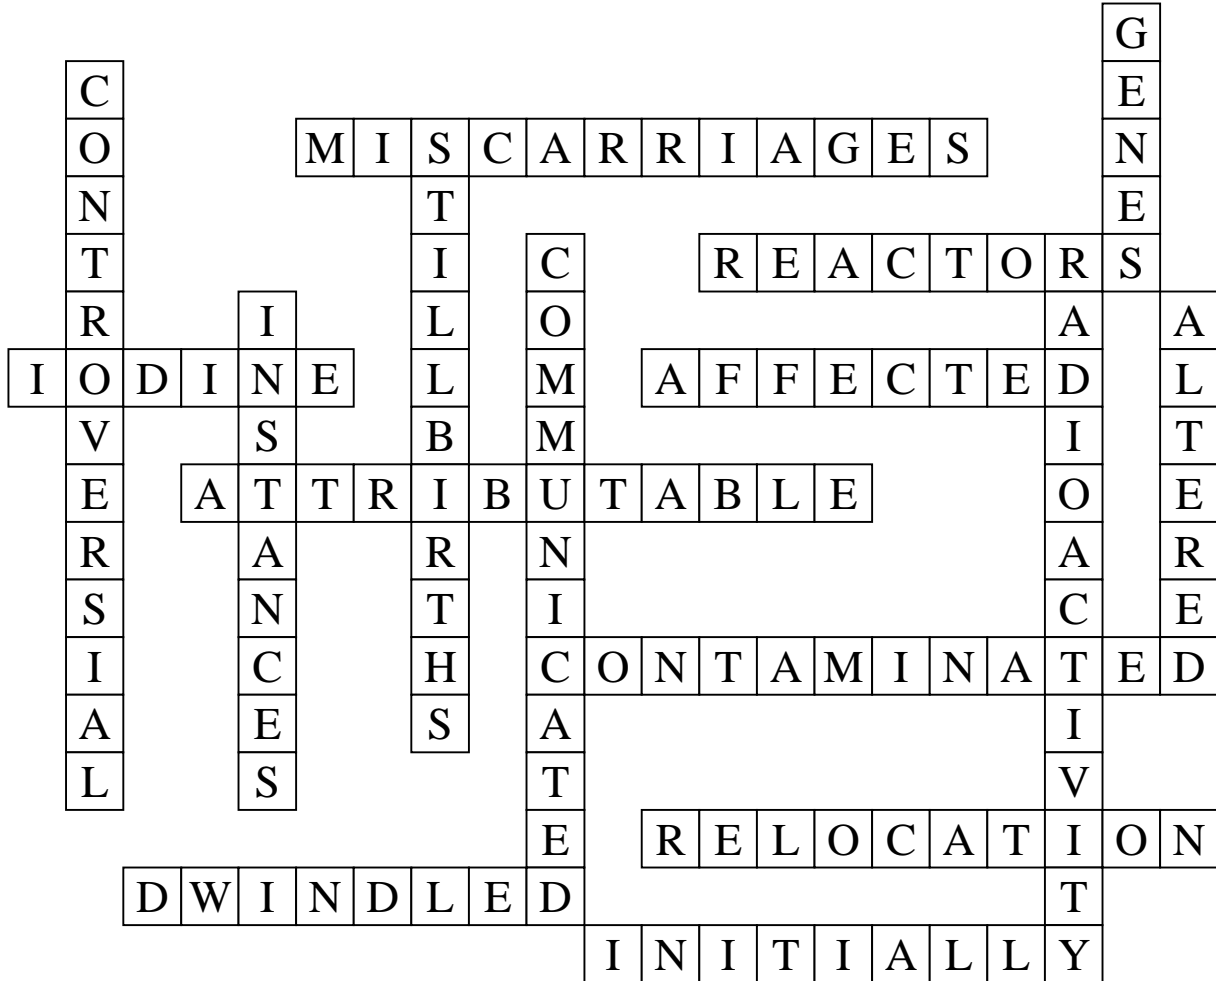 GENES
CONTROVERSIAL
MISCARRIAGES
STILLBIRTHS
COMMUNICATED
REACTORS
RADIOACTIVITY
INSTANCES
ALTERED
IODINE
AFFECTED
ATTRIBUTABLE
CONTAMINATED
RELOCATION
DWINDLED
INITIALLY